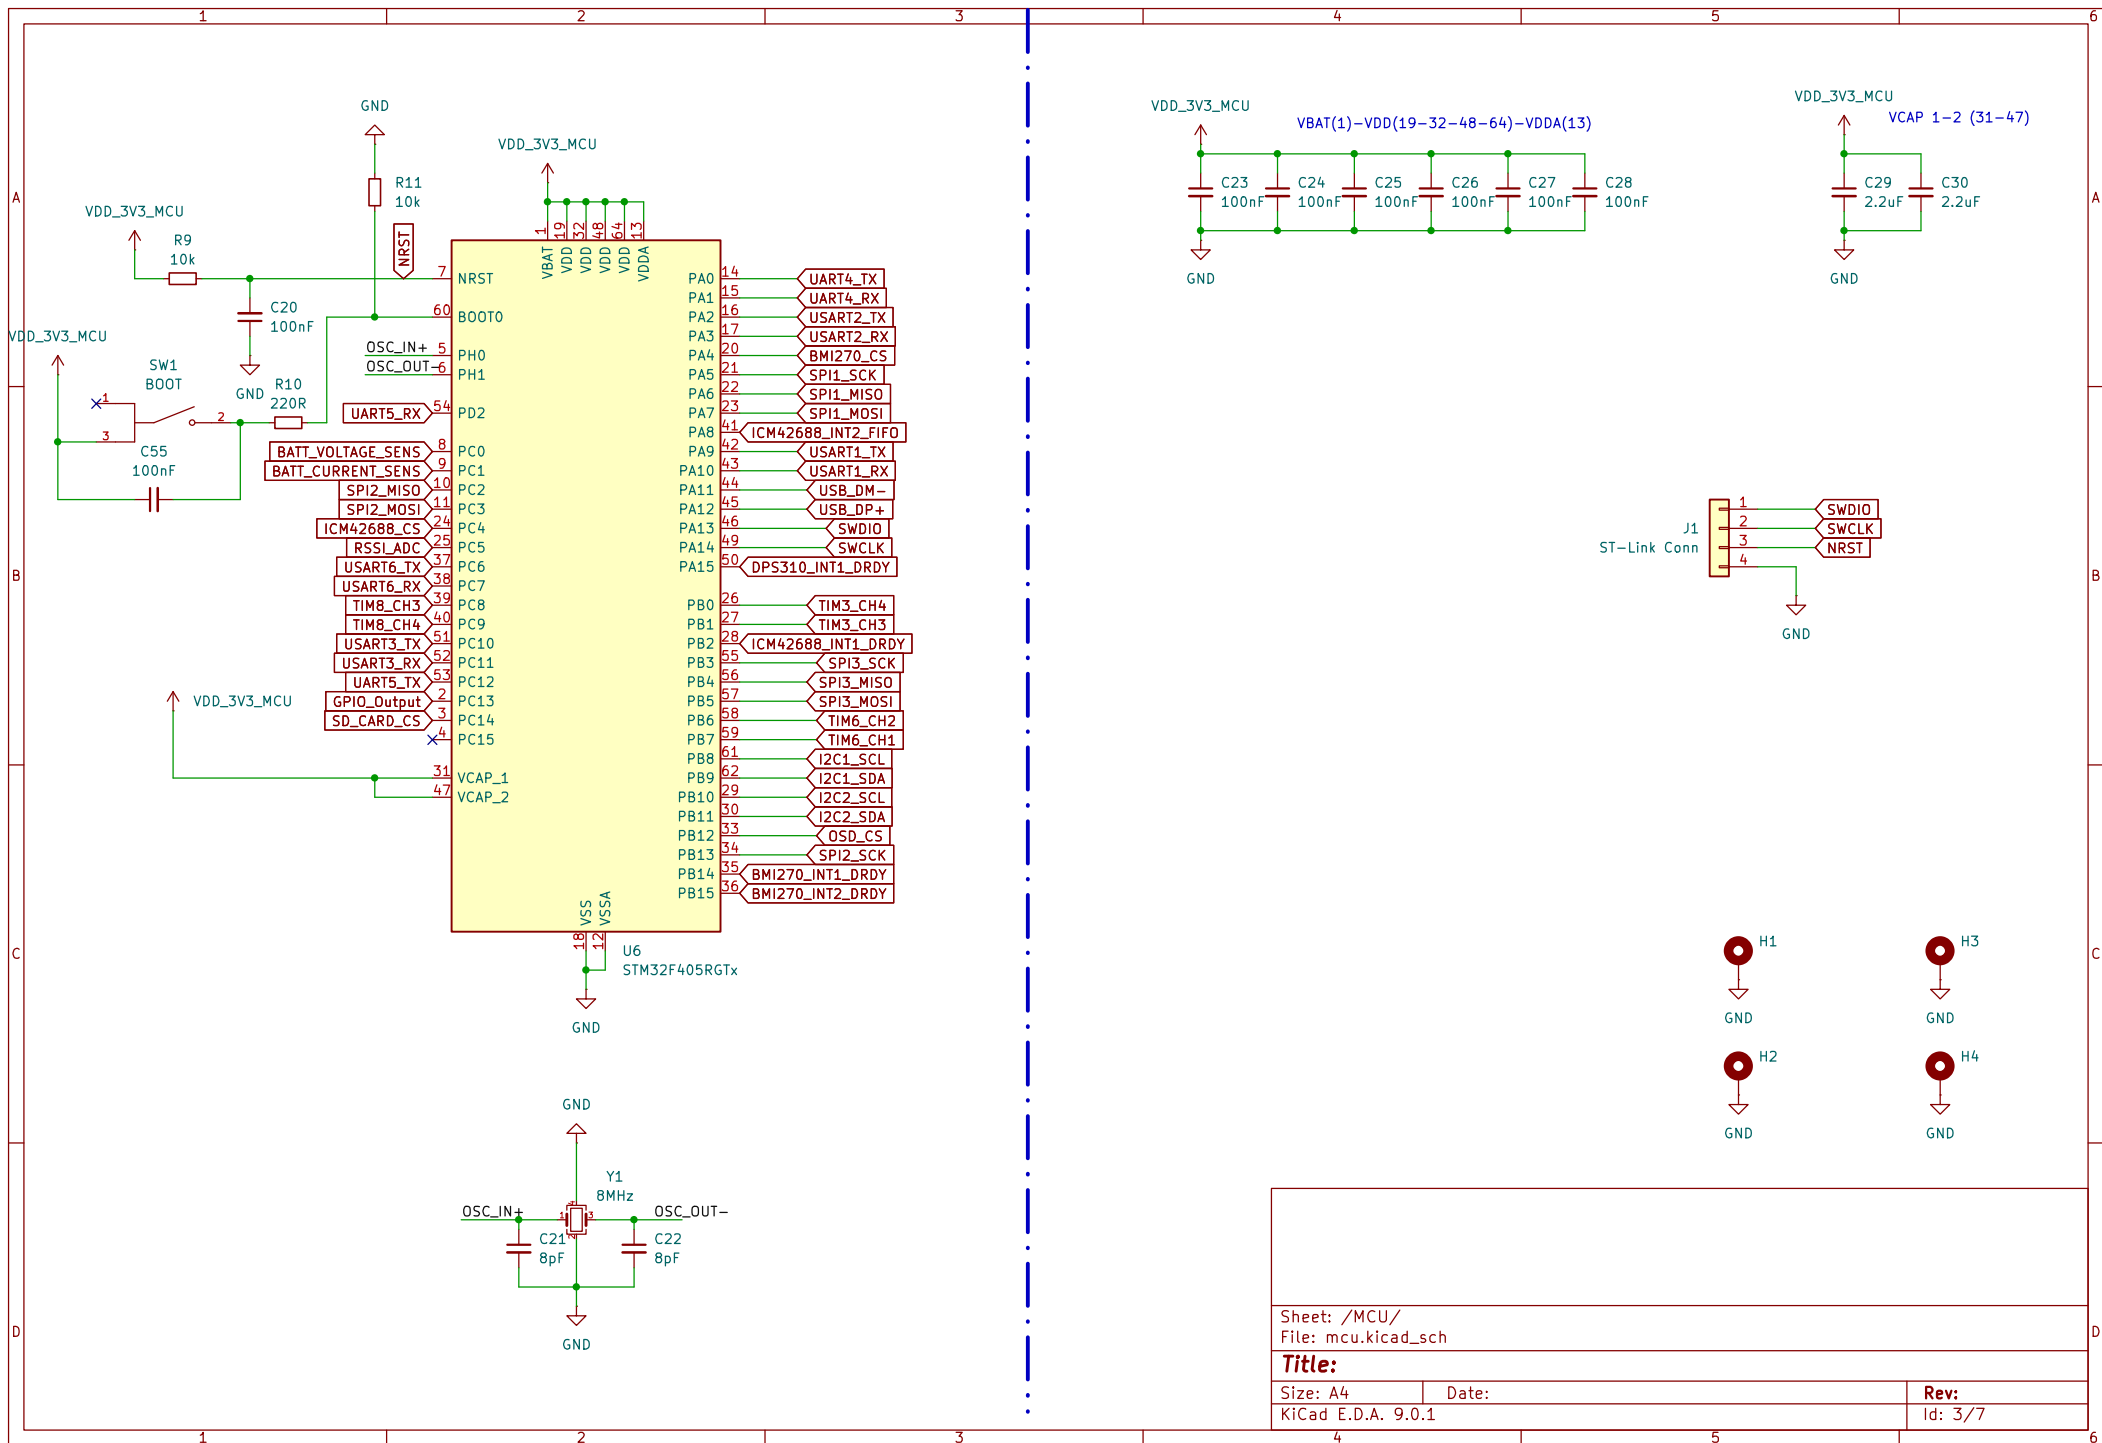 1 2 3 4 5 6
A
B
C
D
GND
R11
10k
VDD_3V3_MCU
VDD_3V3_MCU
R9
10k
NRST
C20
100nF
GND
VDD_3V3_MCU
SW1
BOOT
1
2
3
R10
220R
C55
100nF
OSC_IN+
OSC_OUT-
1 VBAT
19 VDD
32 VDD
48 VDD
64 VDD
13 VDDA
7 NRST
60 BOOT0
5 PH0
6 PH1
UART5_RX 54 PD2
BATT_VOLTAGE_SENS 8 PC0
BATT_CURRENT_SENS 9 PC1
SPI2_MISO 10 PC2
SPI2_MOSI 11 PC3
ICM42688_CS 24 PC4
RSSI_ADC 25 PC5
USART6_TX 37 PC6
USART6_RX 38 PC7
TIM8_CH3 39 PC8
TIM8_CH4 40 PC9
USART3_TX 51 PC10
USART3_RX 52 PC11
UART5_TX 53 PC12
GPIO_Output 2 PC13
SD_CARD_CS 3 PC14
4 PC15
VDD_3V3_MCU
31 VCAP_1
47 VCAP_2
PA0 14 UART4_TX
PA1 15 UART4_RX
PA2 16 USART2_TX
PA3 17 USART2_RX
PA4 20 BMI270_CS
PA5 21 SPI1_SCK
PA6 22 SPI1_MISO
PA7 23 SPI1_MOSI
PA8 41 ICM42688_INT2_FIFO
PA9 42 USART1_TX
PA10 43 USART1_RX
PA11 44 USB_DM-
PA12 45 USB_DP+
PA13 46 SWDIO
PA14 49 SWCLK
PA15 50 DPS310_INT1_DRDY
PB0 26 TIM3_CH4
PB1 27 TIM3_CH3
PB2 28 ICM42688_INT1_DRDY
PB3 55 SPI3_SCK
PB4 56 SPI3_MISO
PB5 57 SPI3_MOSI
PB6 58 TIM6_CH2
PB7 59 TIM6_CH1
PB8 61 I2C1_SCL
PB9 62 I2C1_SDA
PB10 29 I2C2_SCL
PB11 30 I2C2_SDA
PB12 33 OSD_CS
PB13 34 SPI2_SCK
PB14 35 BMI270_INT1_DRDY
PB15 36 BMI270_INT2_DRDY
VSS 18
VSSA 12
U6
STM32F405RGTx
GND
GND
Y1
8MHz
OSC_IN+ 1 2 3 4 OSC_OUT-
C21
8pF
C22
8pF
GND
VDD_3V3_MCU
VBAT(1)-VDD(19-32-48-64)-VDDA(13)
C23 C24 C25 C26 C27 C28
100nF 100nF 100nF 100nF 100nF 100nF
GND
VDD_3V3_MCU
VCAP 1-2 (31-47)
C29 C30
2.2uF 2.2uF
GND
J1
ST-Link Conn
1 SWDIO
2 SWCLK
3 NRST
4
GND
H1 H3
GND GND
H2 H4
GND GND
Sheet: /MCU/
File: mcu.kicad_sch
Title:
Size: A4 Date: Rev:
KiCad E.D.A. 9.0.1 Id: 3/7
A
B
C
D
1 2 3 4 5 6